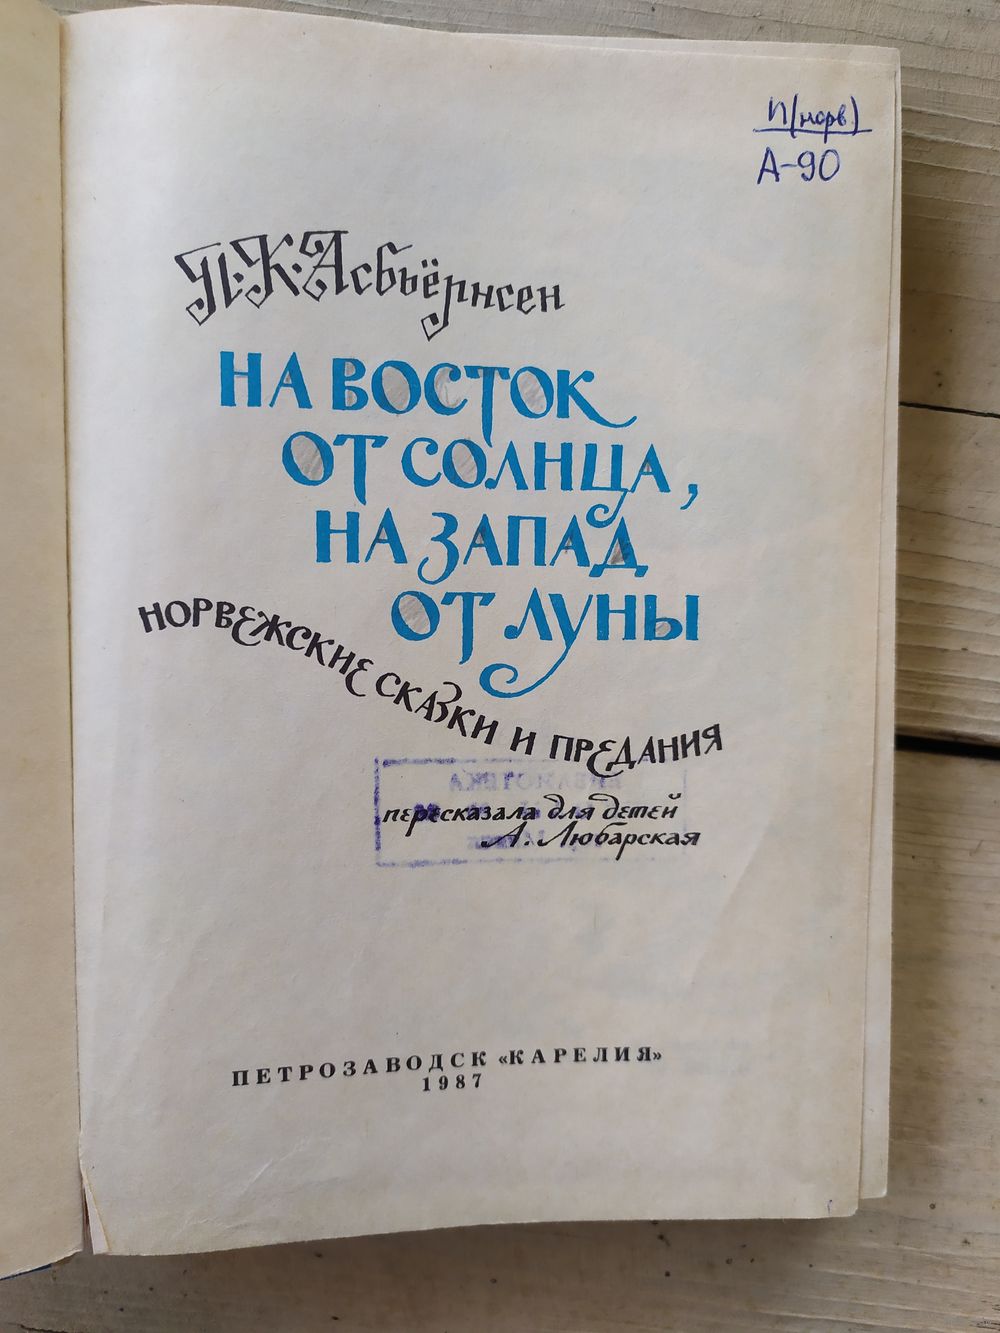 И(норв.)
А-90
П.К.Асбьёрнсен
НА ВОСТОК
ОТ СОЛНЦА,
НА ЗАПАД
ОТ ЛУНЫ
НОРВЕЖСКИЕ СКАЗКИ И ПРЕДАНИЯ
БИБЛИОТЕКА
пересказала для детей
А. Любарская
ПЕТРОЗАВОДСК «КАРЕЛИЯ»
1987